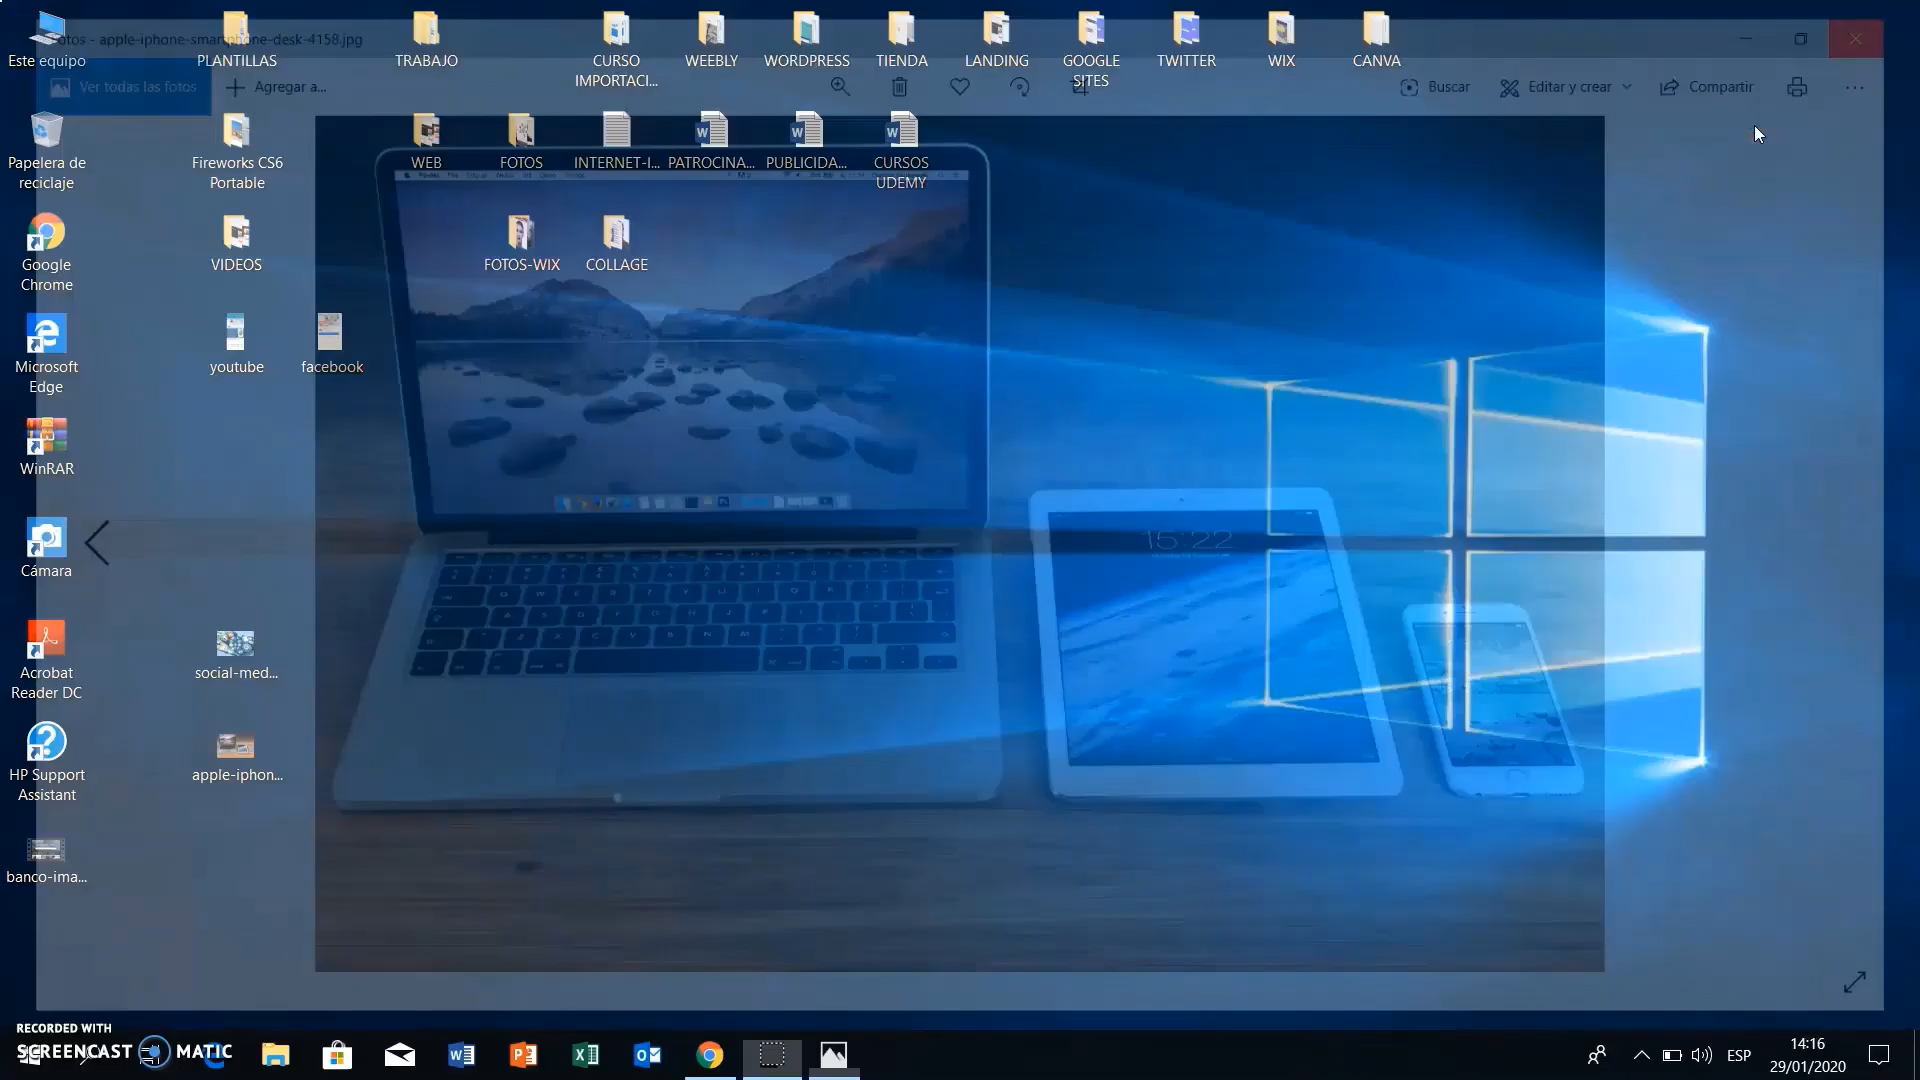 Fotos - apple-iphone-smartphone-desk-4158.jpg
Este equipo
PLANTILLAS
TRABAJO
CURSO
IMPORTACI...
WEEBLY
WORDPRESS
TIENDA
LANDING
GOOGLE
SITES
TWITTER
WIX
CANVA
Ver todas las fotos
Agregar a...
Buscar
Editar y crear
Compartir
Papelera de
reciclaje
Fireworks CS6
Portable
WEB
FOTOS
INTERNET-I...
PATROCINA...
PUBLICIDA...
CURSOS
UDEMY
Google
Chrome
VIDEOS
FOTOS-WIX
COLLAGE
Microsoft
Edge
youtube
facebook
WinRAR
Cámara
15:22
Acrobat
Reader DC
social-med...
HP Support
Assistant
apple-iphon...
banco-ima...
RECORDED WITH
SCREENCAST MATIC
ESP
14:16
29/01/2020